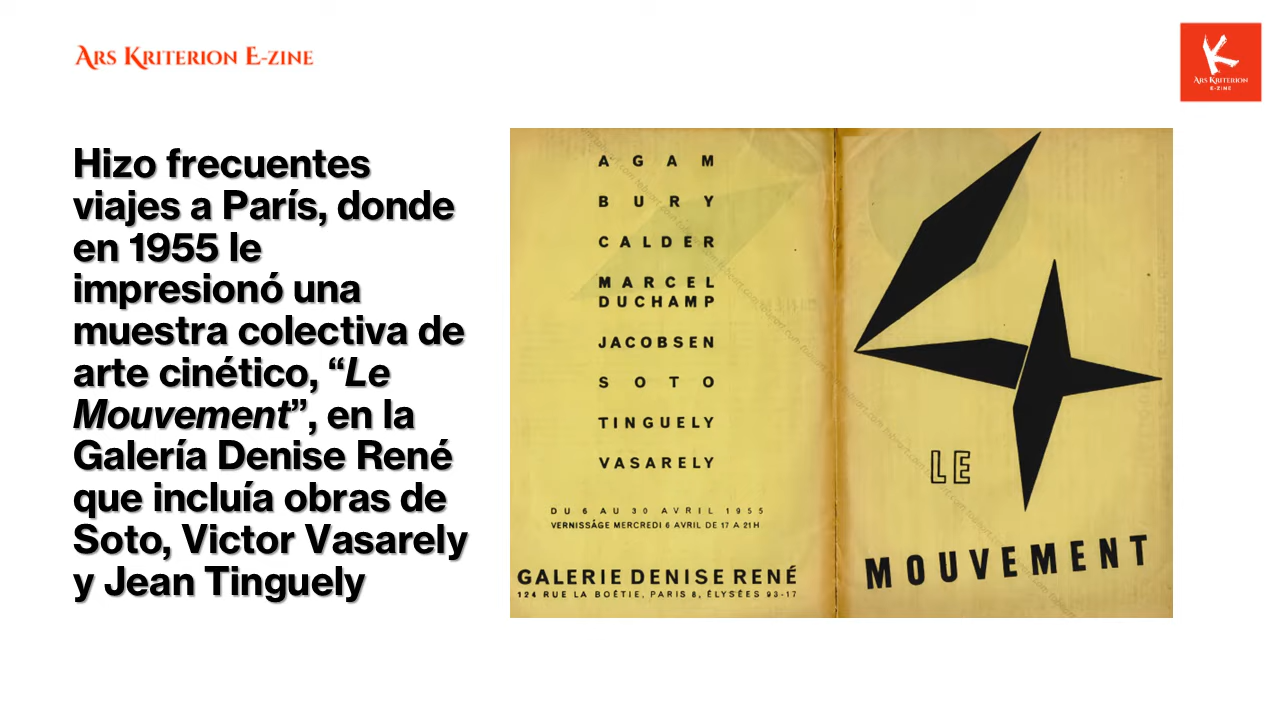 Ars Kriterion E-zine
K
Ars Kriterion
E-ZINE
Hizo frecuentes
viajes a París, donde
en 1955 le
impresionó una
muestra colectiva de
arte cinético, “Le
Mouvement”, en la
Galería Denise René
que incluía obras de
Soto, Victor Vasarely
y Jean Tinguely
AGAM
BURY
CALDER
MARCEL
DUCHAMP
JACOBSEN
SOTO
TINGUELY
VASARELY
DU 6 AU 30 AVRIL 1955
VERNISSÂGE MERCREDI 6 AVRIL DE 17 A 21H
GALERIE DENISE RENÉ
124 RUE LA BOËTIE, PARIS 8, ÉLYSÉES 93-17
LE
MOUVEMENT